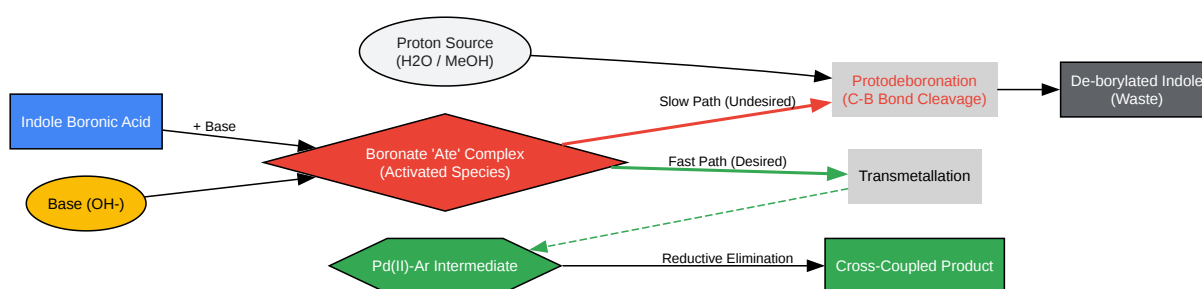 Proton Source
(H2O / MeOH)
Protodeboronation
(C-B Bond Cleavage)
De-borylated Indole
(Waste)
Slow Path (Undesired)
Indole Boronic Acid
+ Base
Boronate 'Ate' Complex
(Activated Species)
Fast Path (Desired)
Transmetallation
Base (OH-)
Pd(II)-Ar Intermediate
Reductive Elimination
Cross-Coupled Product